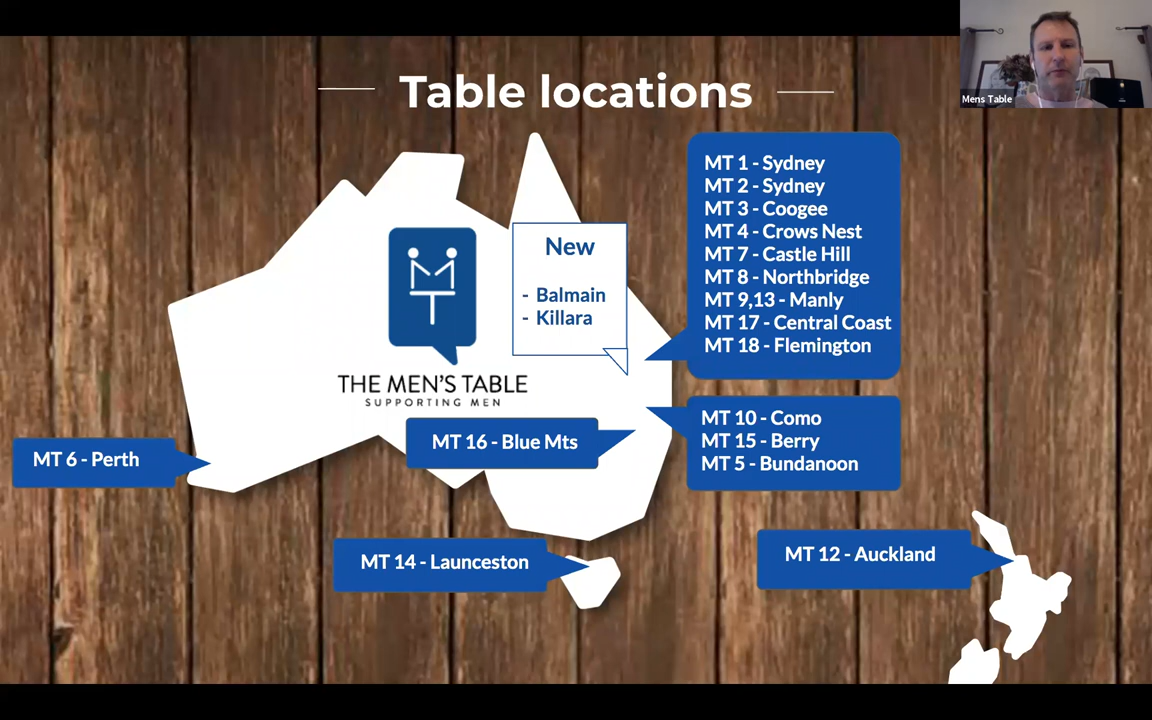 Mens Table
Table locations
MT 1 - Sydney
MT 2 - Sydney
MT 3 - Coogee
MT 4 - Crows Nest
MT 7 - Castle Hill
MT 8 - Northbridge
MT 9,13 - Manly
MT 17 - Central Coast
MT 18 - Flemington
New
- Balmain
- Killara
THE MEN'S TABLE
SUPPORTING MEN
MT 10 - Como
MT 15 - Berry
MT 5 - Bundanoon
MT 16 - Blue Mts
MT 6 - Perth
MT 14 - Launceston
MT 12 - Auckland